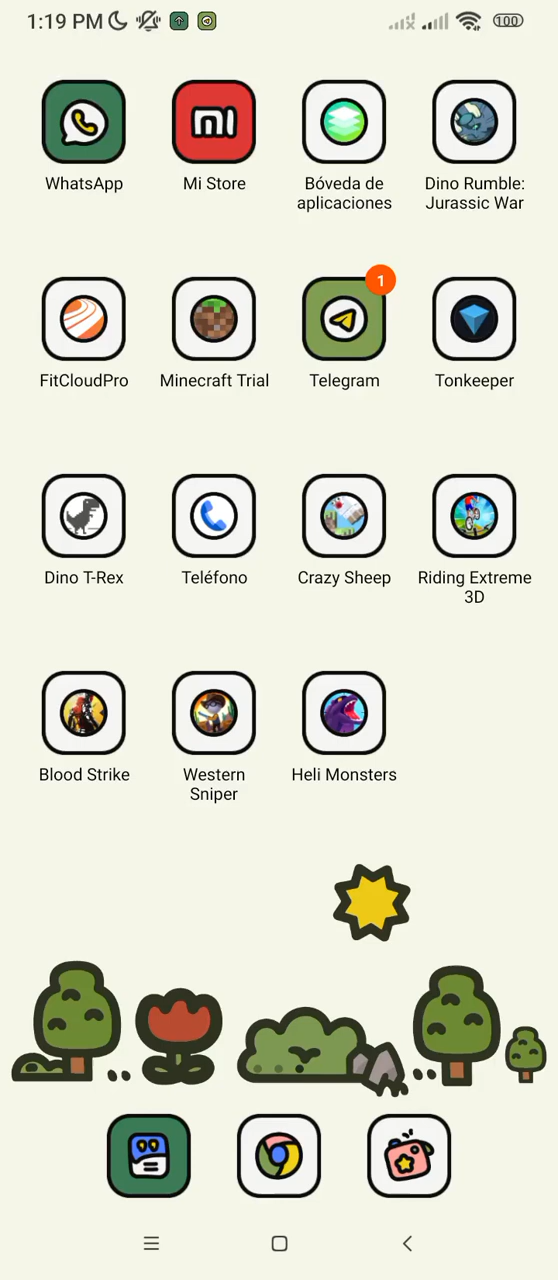 1:19 PM
100
WhatsApp
Mi Store
Bóveda de
aplicaciones
Dino Rumble:
Jurassic War
FitCloudPro
Minecraft Trial
1
Telegram
Tonkeeper
Dino T-Rex
Teléfono
Crazy Sheep
Riding Extreme
3D
Blood Strike
Western
Sniper
Heli Monsters